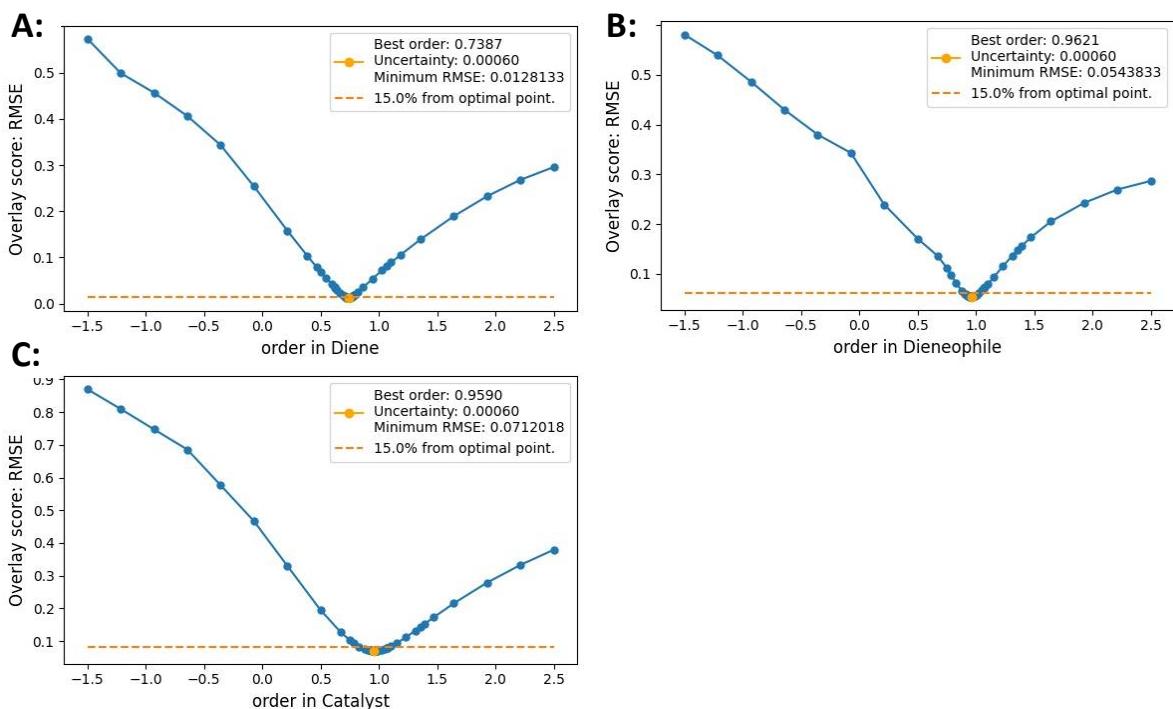 A:
Overlay score: RMSE
0.5
0.4
0.3
0.2
0.1
0.0
Best order: 0.7387
Uncertainty: 0.00060
Minimum RMSE: 0.0128133
15.0% from optimal point.
−1.5 −1.0 −0.5 0.0 0.5 1.0 1.5 2.0 2.5
order in Diene
B:
Overlay score: RMSE
0.5
0.4
0.3
0.2
0.1
Best order: 0.9621
Uncertainty: 0.00060
Minimum RMSE: 0.0543833
15.0% from optimal point.
−1.5 −1.0 −0.5 0.0 0.5 1.0 1.5 2.0 2.5
order in Dieneophile
C:
Overlay score: RMSE
0.9
0.8
0.7
0.6
0.5
0.4
0.3
0.2
0.1
Best order: 0.9590
Uncertainty: 0.00060
Minimum RMSE: 0.0712018
15.0% from optimal point.
−1.5 −1.0 −0.5 0.0 0.5 1.0 1.5 2.0 2.5
order in Catalyst